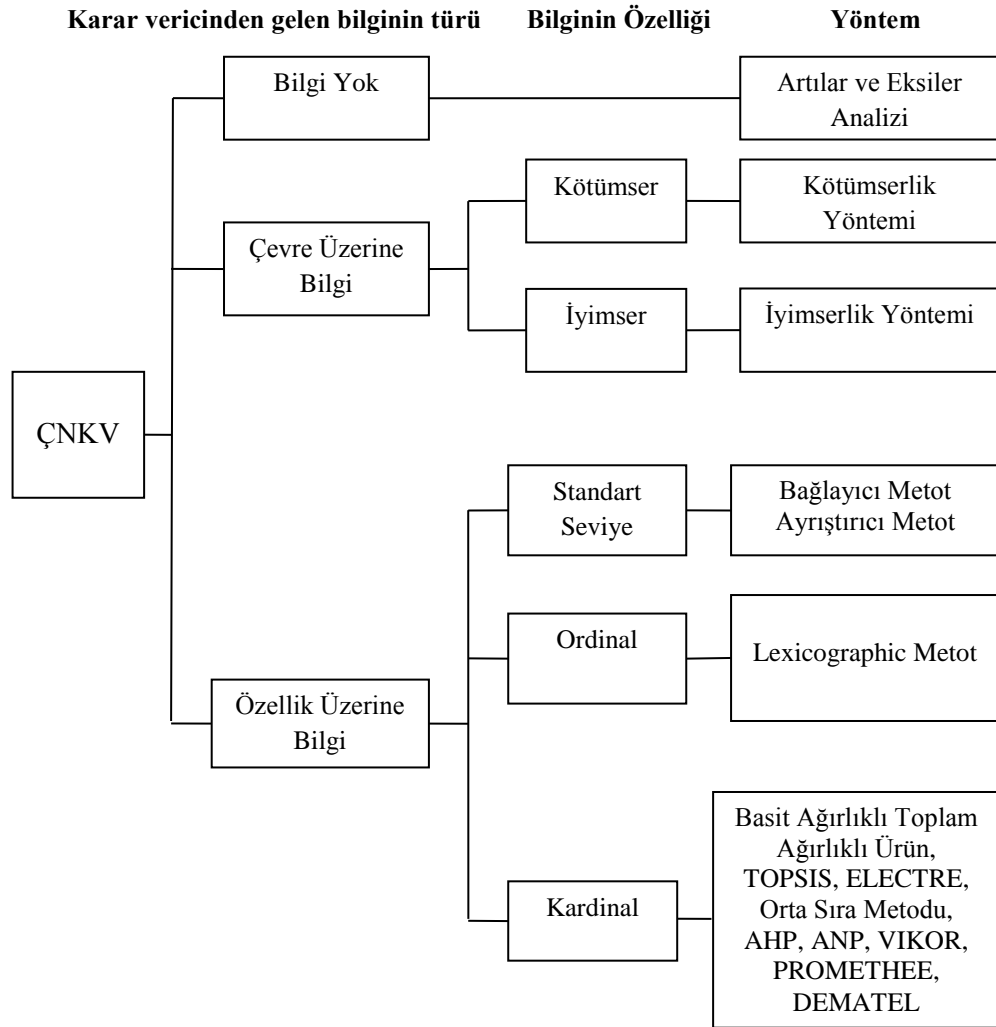 Karar vericinden gelen bilginin türü
Bilginin Özelliği
Yöntem
Bilgi Yok
Artılar ve Eksiler
Analizi
Kötümser
Kötümserlik
Yöntemi
Çevre Üzerine
Bilgi
İyimser
İyimserlik Yöntemi
ÇNKV
Standart
Seviye
Bağlayıcı Metot
Ayrıştırıcı Metot
Ordinal
Lexicographic Metot
Özellik Üzerine
Bilgi
Kardinal
Basit Ağırlıklı Toplam
Ağırlıklı Ürün,
TOPSIS, ELECTRE,
Orta Sıra Metodu,
AHP, ANP, VIKOR,
PROMETHEE,
DEMATEL